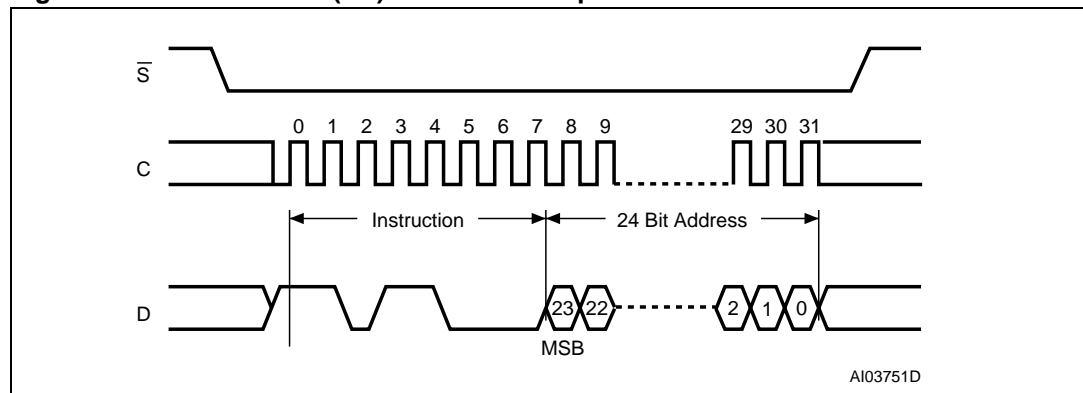 S̅
0 1 2 3 4 5 6 7 8 9 29 30 31
C
Instruction 24 Bit Address
D
23 22 2 1 0
MSB
AI03751D